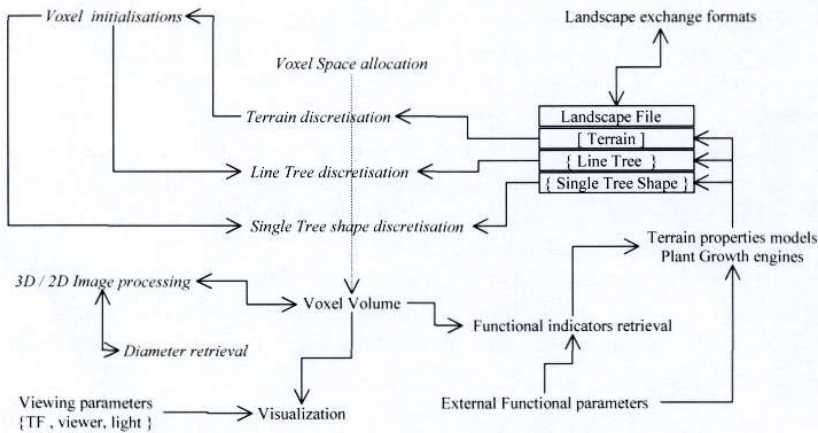 Landscape exchange formats
Voxel initialisations
Voxel Space allocation
Terrain discretisation
Landscape File
[ Terrain ]
{ Line Tree }
{ Single Tree Shape }
Line Tree discretisation
Single Tree shape discretisation
Terrain properties models
Plant Growth engines
3D / 2D Image processing
Voxel Volume
Functional indicators retrieval
Diameter retrieval
Viewing parameters
{TF , viewer, light }
Visualization
External Functional parameters